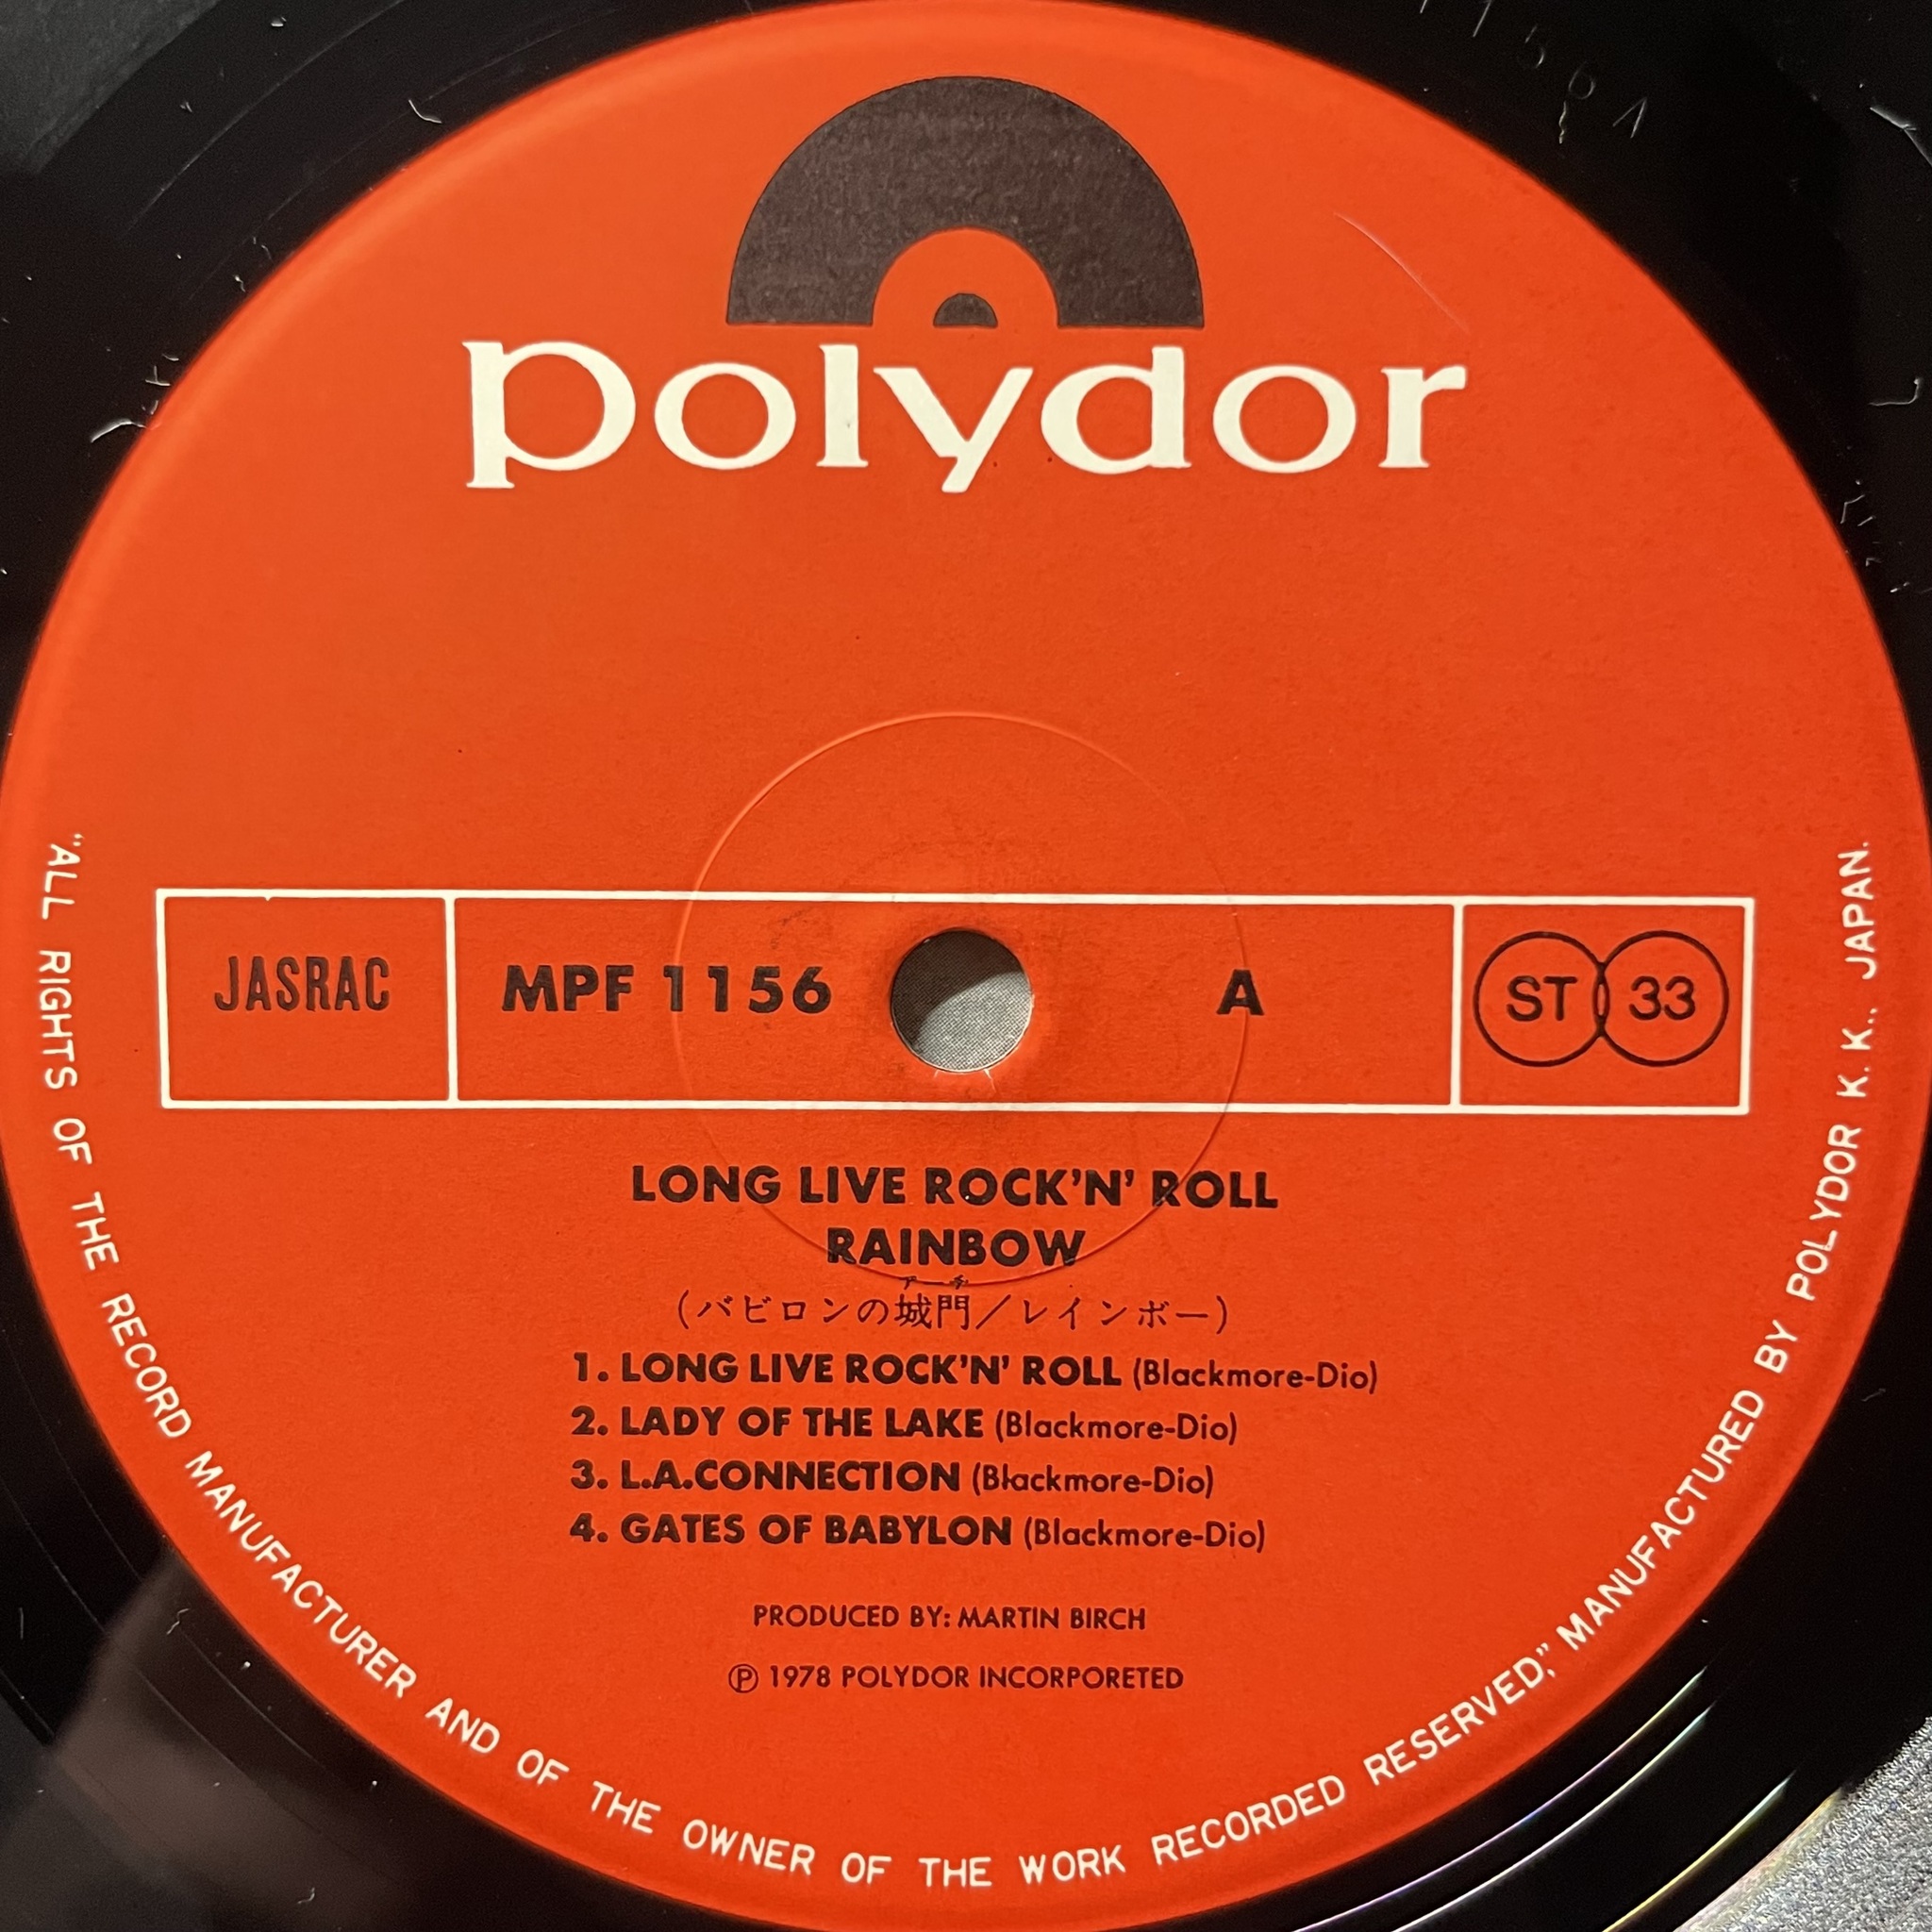 polydor
JASRAC
MPF 1156
A
ST 33
LONG LIVE ROCK'N' ROLL
RAINBOW
アーチ
(バビロンの城門／レインボー)
1. LONG LIVE ROCK'N' ROLL (Blackmore-Dio)
2. LADY OF THE LAKE (Blackmore-Dio)
3. L.A.CONNECTION (Blackmore-Dio)
4. GATES OF BABYLON (Blackmore-Dio)
PRODUCED BY: MARTIN BIRCH
Ⓟ 1978 POLYDOR INCORPORETED
"ALL RIGHTS OF THE RECORD MANUFACTURER AND OF THE OWNER OF THE WORK RECORDED RESERVED," MANUFACTURED BY POLYDOR K.K., JAPAN.